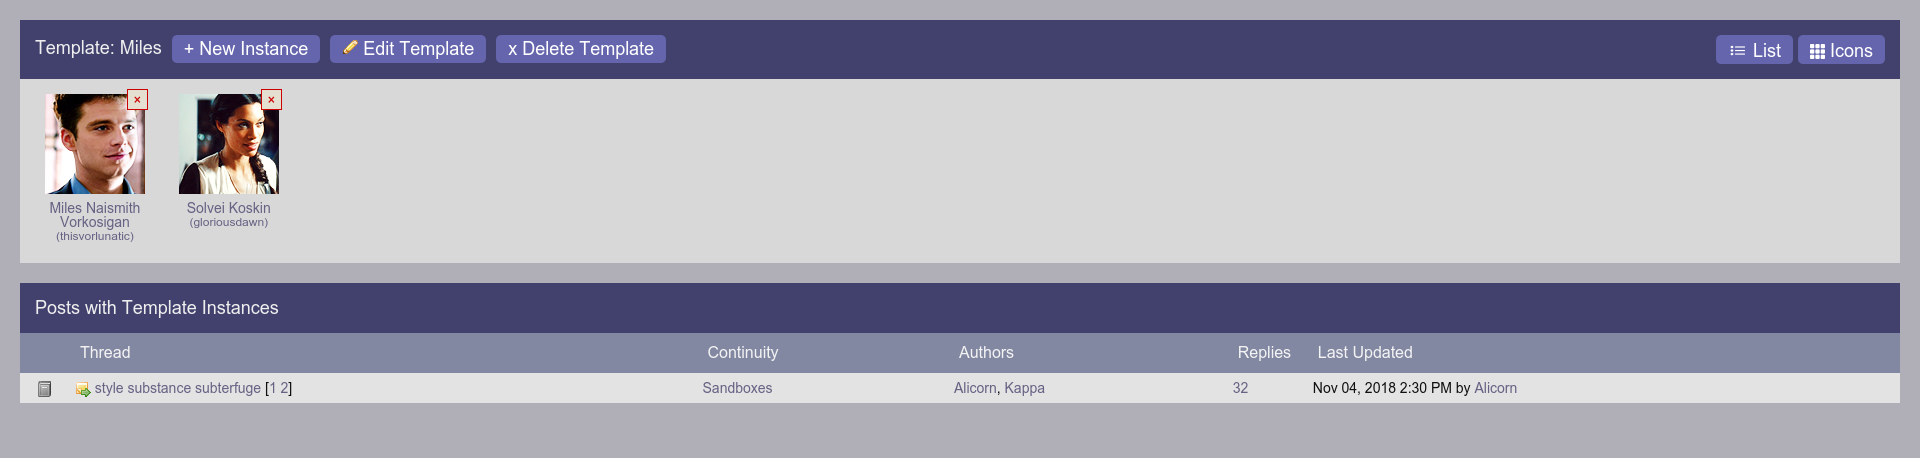 Template: Miles + New Instance Edit Template x Delete Template List Icons
× ×
Miles Naismith
Vorkosigan
(thisvorlunatic)
Solvei Koskin
(gloriousdawn)
Posts with Template Instances
Thread Continuity Authors Replies Last Updated
style substance subterfuge [1 2] Sandboxes Alicorn, Kappa 32 Nov 04, 2018 2:30 PM by Alicorn